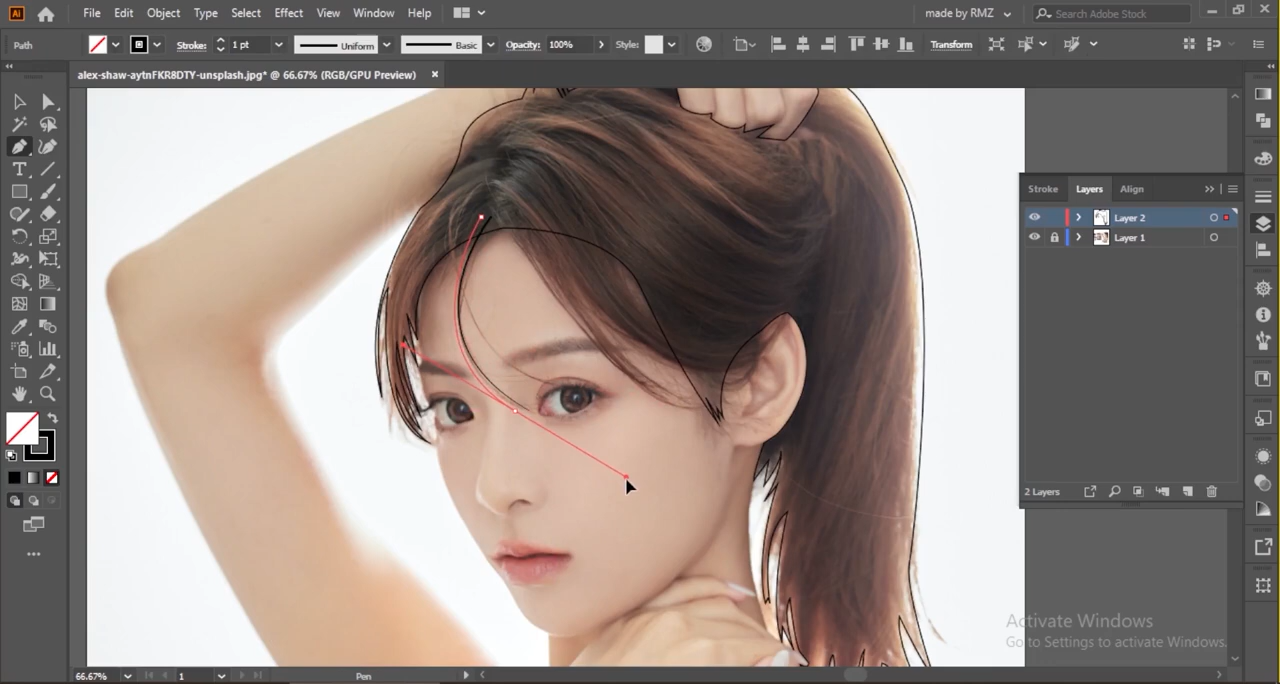 Ai File Edit Object Type Select Effect View Window Help made by RMZ Search Adobe Stock
Path Stroke: 1 pt Uniform Basic Opacity: 100% Style: Transform
alex-shaw-aytnFKR8DTY-unsplash.jpg* @ 66.67% (RGB/GPU Preview) ×
Stroke Layers Align
Layer 2
Layer 1
2 Layers
Activate Windows
Go to Settings to activate Windows.
66.67% 1 Pen